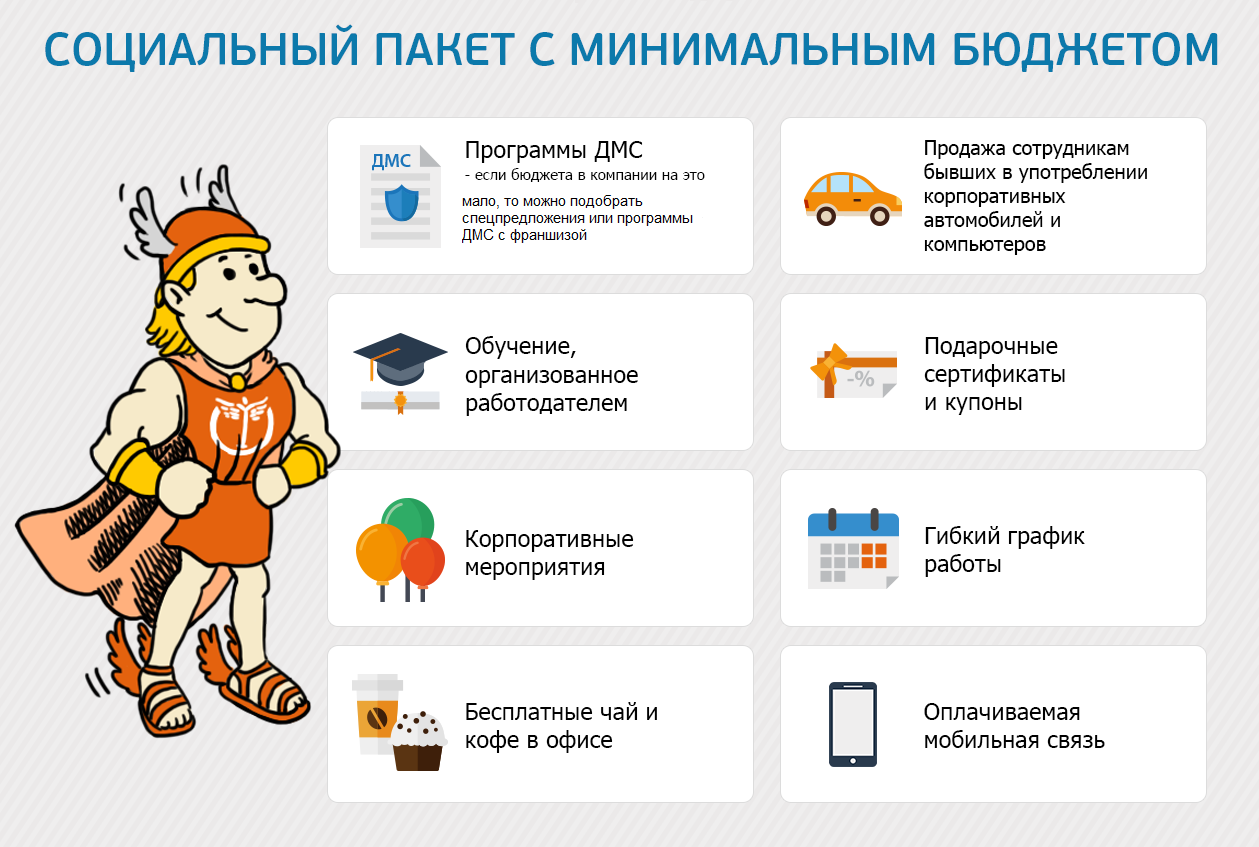 СОЦИАЛЬНЫЙ ПАКЕТ С МИНИМАЛЬНЫМ БЮДЖЕТОМ
ДМС
Программы ДМС
- если бюджета в компании на это
мало, то можно подобрать
спецпредложения или программы
ДМС с франшизой
Продажа сотрудникам
бывших в употреблении
корпоративных
автомобилей и
компьютеров
Обучение,
организованное
работодателем
-%
Подарочные
сертификаты
и купоны
Корпоративные
мероприятия
Гибкий график
работы
Бесплатные чай и
кофе в офисе
Оплачиваемая
мобильная связь